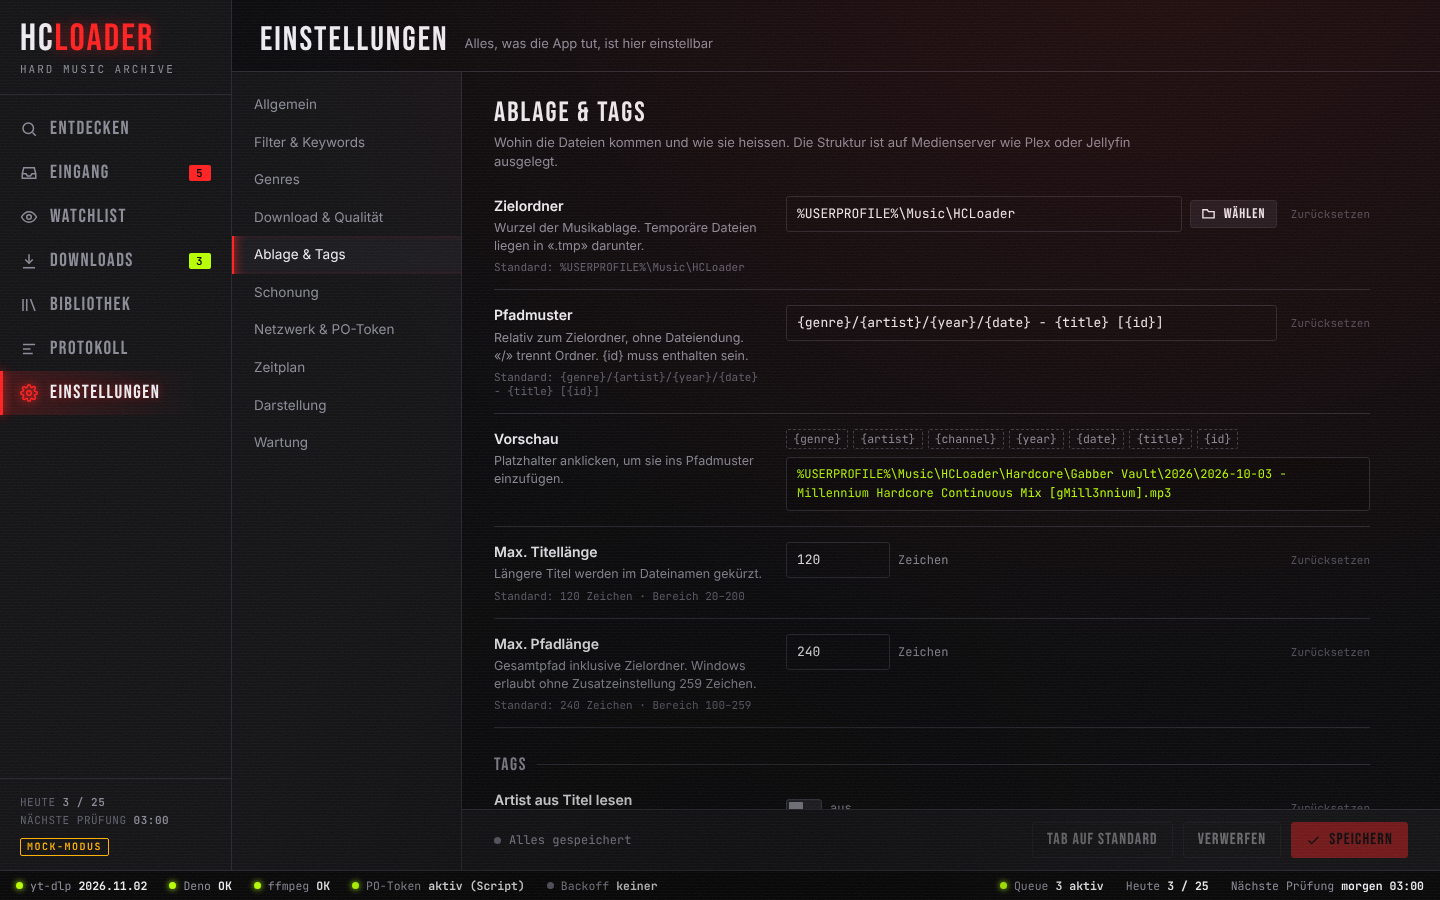 HCLOADER
HARD MUSIC ARCHIVE
ENTDECKEN
EINGANG 5
WATCHLIST
DOWNLOADS 3
BIBLIOTHEK
PROTOKOLL
EINSTELLUNGEN
HEUTE 3 / 25
NÄCHSTE PRÜFUNG 03:00
MOCK-MODUS
EINSTELLUNGEN Alles, was die App tut, ist hier einstellbar
Allgemein
Filter & Keywords
Genres
Download & Qualität
Ablage & Tags
Schonung
Netzwerk & PO-Token
Zeitplan
Darstellung
Wartung
ABLAGE & TAGS
Wohin die Dateien kommen und wie sie heissen. Die Struktur ist auf Medienserver wie Plex oder Jellyfin
ausgelegt.
Zielordner
Wurzel der Musikablage. Temporäre Dateien
liegen in «.tmp» darunter.
Standard: %USERPROFILE%\Music\HCLoader
%USERPROFILE%\Music\HCLoader WÄHLEN Zurücksetzen
Pfadmuster
Relativ zum Zielordner, ohne Dateiendung.
«/» trennt Ordner. {id} muss enthalten sein.
Standard: {genre}/{artist}/{year}/{date}
- {title} [{id}]
{genre}/{artist}/{year}/{date} - {title} [{id}] Zurücksetzen
Vorschau
Platzhalter anklicken, um sie ins Pfadmuster
einzufügen.
{genre} {artist} {channel} {year} {date} {title} {id}
%USERPROFILE%\Music\HCLoader\Hardcore\Gabber Vault\2026\2026-10-03 -
Millennium Hardcore Continuous Mix [gMill3nnium].mp3
Max. Titellänge
Längere Titel werden im Dateinamen gekürzt.
Standard: 120 Zeichen · Bereich 20–200
120 Zeichen Zurücksetzen
Max. Pfadlänge
Gesamtpfad inklusive Zielordner. Windows
erlaubt ohne Zusatzeinstellung 259 Zeichen.
Standard: 240 Zeichen · Bereich 100–259
240 Zeichen Zurücksetzen
TAGS
Artist aus Titel lesen aus Zurücksetzen
Alles gespeichert TAB AUF STANDARD VERWERFEN SPEICHERN
yt-dlp 2026.11.02 Deno OK ffmpeg OK PO-Token aktiv (Script) Backoff keiner Queue 3 aktiv Heute 3 / 25 Nächste Prüfung morgen 03:00